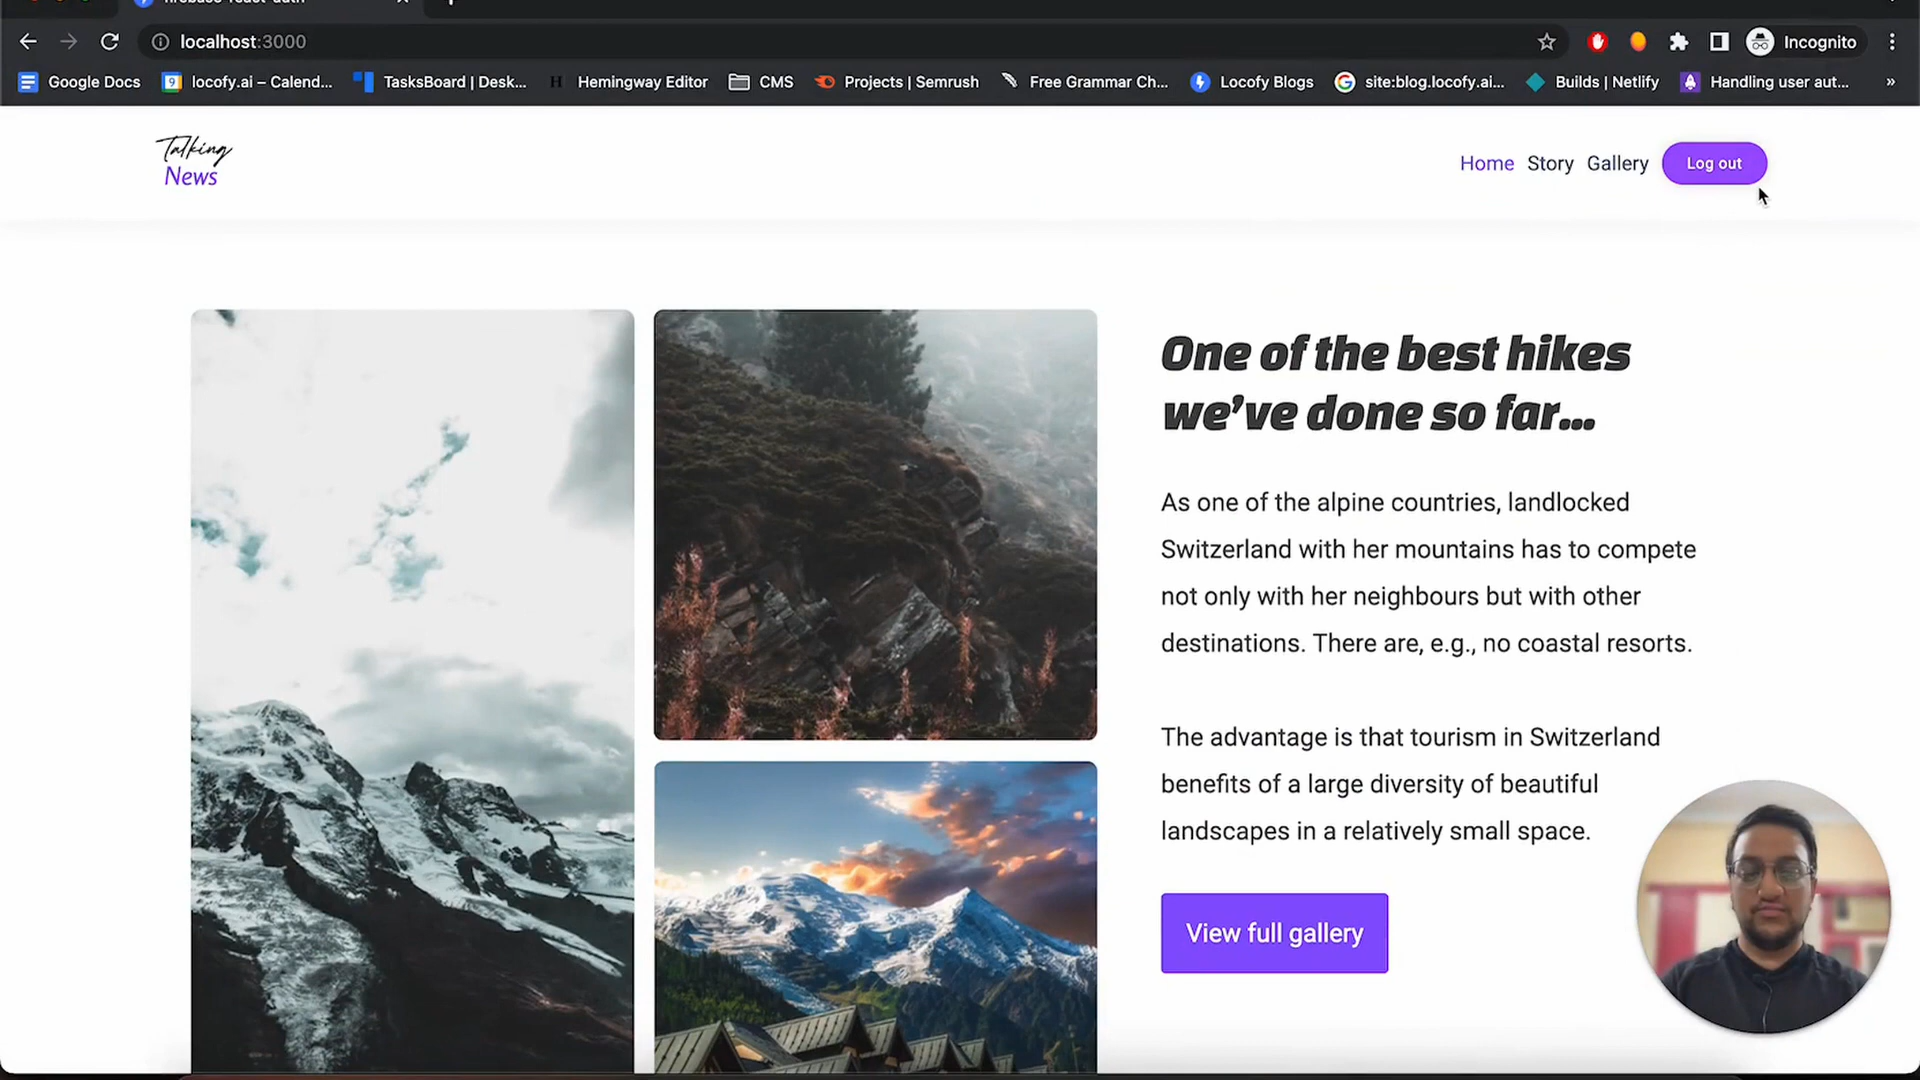 firebase-react-auth
localhost:3000
Incognito
Google Docs
9
locofy.ai – Calend...
TasksBoard | Desk...
H
Hemingway Editor
CMS
Projects | Semrush
Free Grammar Ch...
Locofy Blogs
site:blog.locofy.ai...
Builds | Netlify
Handling user aut...
»
Talking
News
Home
Story
Gallery
Log out
One of the best hikes
we’ve done so far...
As one of the alpine countries, landlocked
Switzerland with her mountains has to compete
not only with her neighbours but with other
destinations. There are, e.g., no coastal resorts.
The advantage is that tourism in Switzerland
benefits of a large diversity of beautiful
landscapes in a relatively small space.
View full gallery